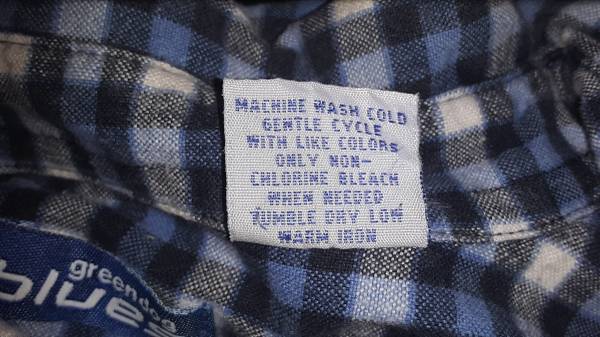 MACHINE WASH COLD
GENTLE CYCLE
WITH LIKE COLORS
ONLY NON-
CHLORINE BLEACH
WHEN NEEDED
TUMBLE DRY LOW
WARM IRON
greendog
blues